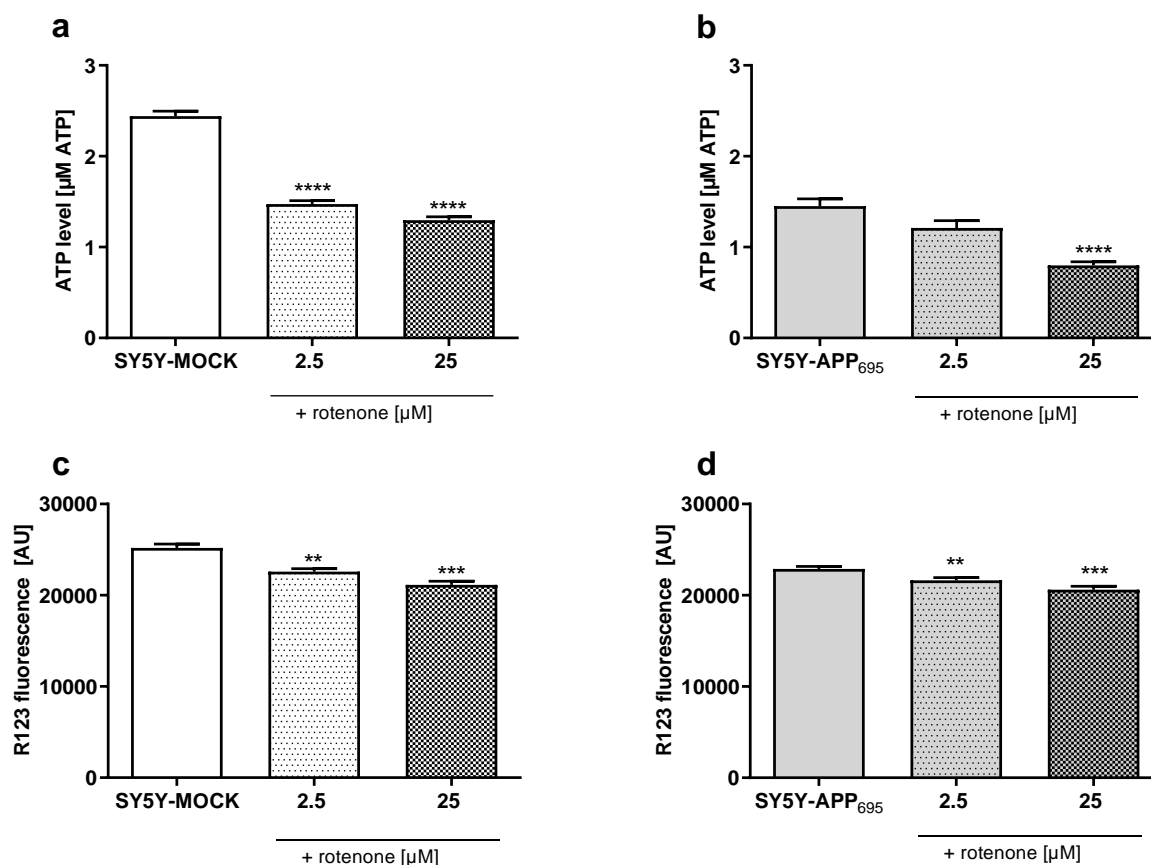 a
3
2
1
0
ATP level [µM ATP]
****
****
SY5Y-MOCK 2.5 25
+ rotenone [µM]
b
3
2
1
0
ATP level [µM ATP]
****
SY5Y-APP695 2.5 25
+ rotenone [µM]
c
30000
20000
10000
0
R123 fluorescence [AU]
**
***
SY5Y-MOCK 2.5 25
+ rotenone [µM]
d
30000
20000
10000
0
R123 fluorescence [AU]
**
***
SY5Y-APP695 2.5 25
+ rotenone [µM]